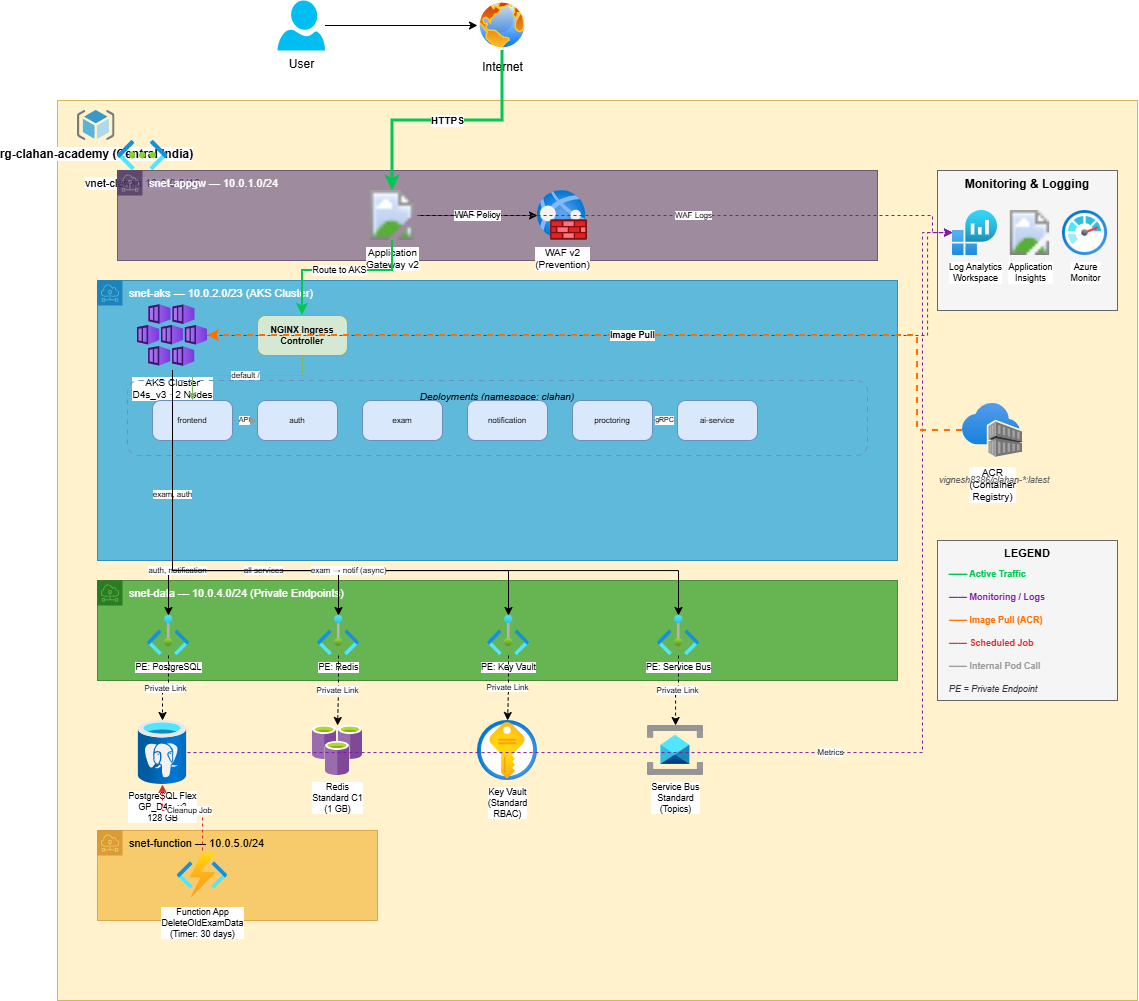 User
Internet
HTTPS
rg-clahan-academy (Central India)
vnet-cl
snet-appgw — 10.0.1.0/24
Application
Gateway v2
WAF Policy
WAF v2
(Prevention)
WAF Logs
Monitoring & Logging
Log Analytics
Workspace
Application
Insights
Azure
Monitor
Route to AKS
snet-aks — 10.0.2.0/23 (AKS Cluster)
NGINX Ingress
Controller
Image Pull
AKS Cluster
D4s_v3 · 2 Nodes
default /
Deployments (namespace: clahan)
frontend
API
auth
exam
notification
proctoring
gRPC
ai-service
ACR
(Container
Registry)
vignesh8386/clahan-*:latest
exam, auth
auth, notification
all services
exam → notif (async)
snet-data — 10.0.4.0/24 (Private Endpoints)
PE: PostgreSQL
PE: Redis
PE: Key Vault
PE: Service Bus
Private Link
Private Link
Private Link
Private Link
LEGEND
—— Active Traffic
—— Monitoring / Logs
—— Image Pull (ACR)
—— Scheduled Job
—— Internal Pod Call
PE = Private Endpoint
Metrics
PostgreSQL Flex
128 GB
Cleanup Job
Redis
Standard C1
(1 GB)
Key Vault
(Standard
RBAC)
Service Bus
Standard
(Topics)
snet-function — 10.0.5.0/24
Function App
DeleteOldExamData
(Timer: 30 days)